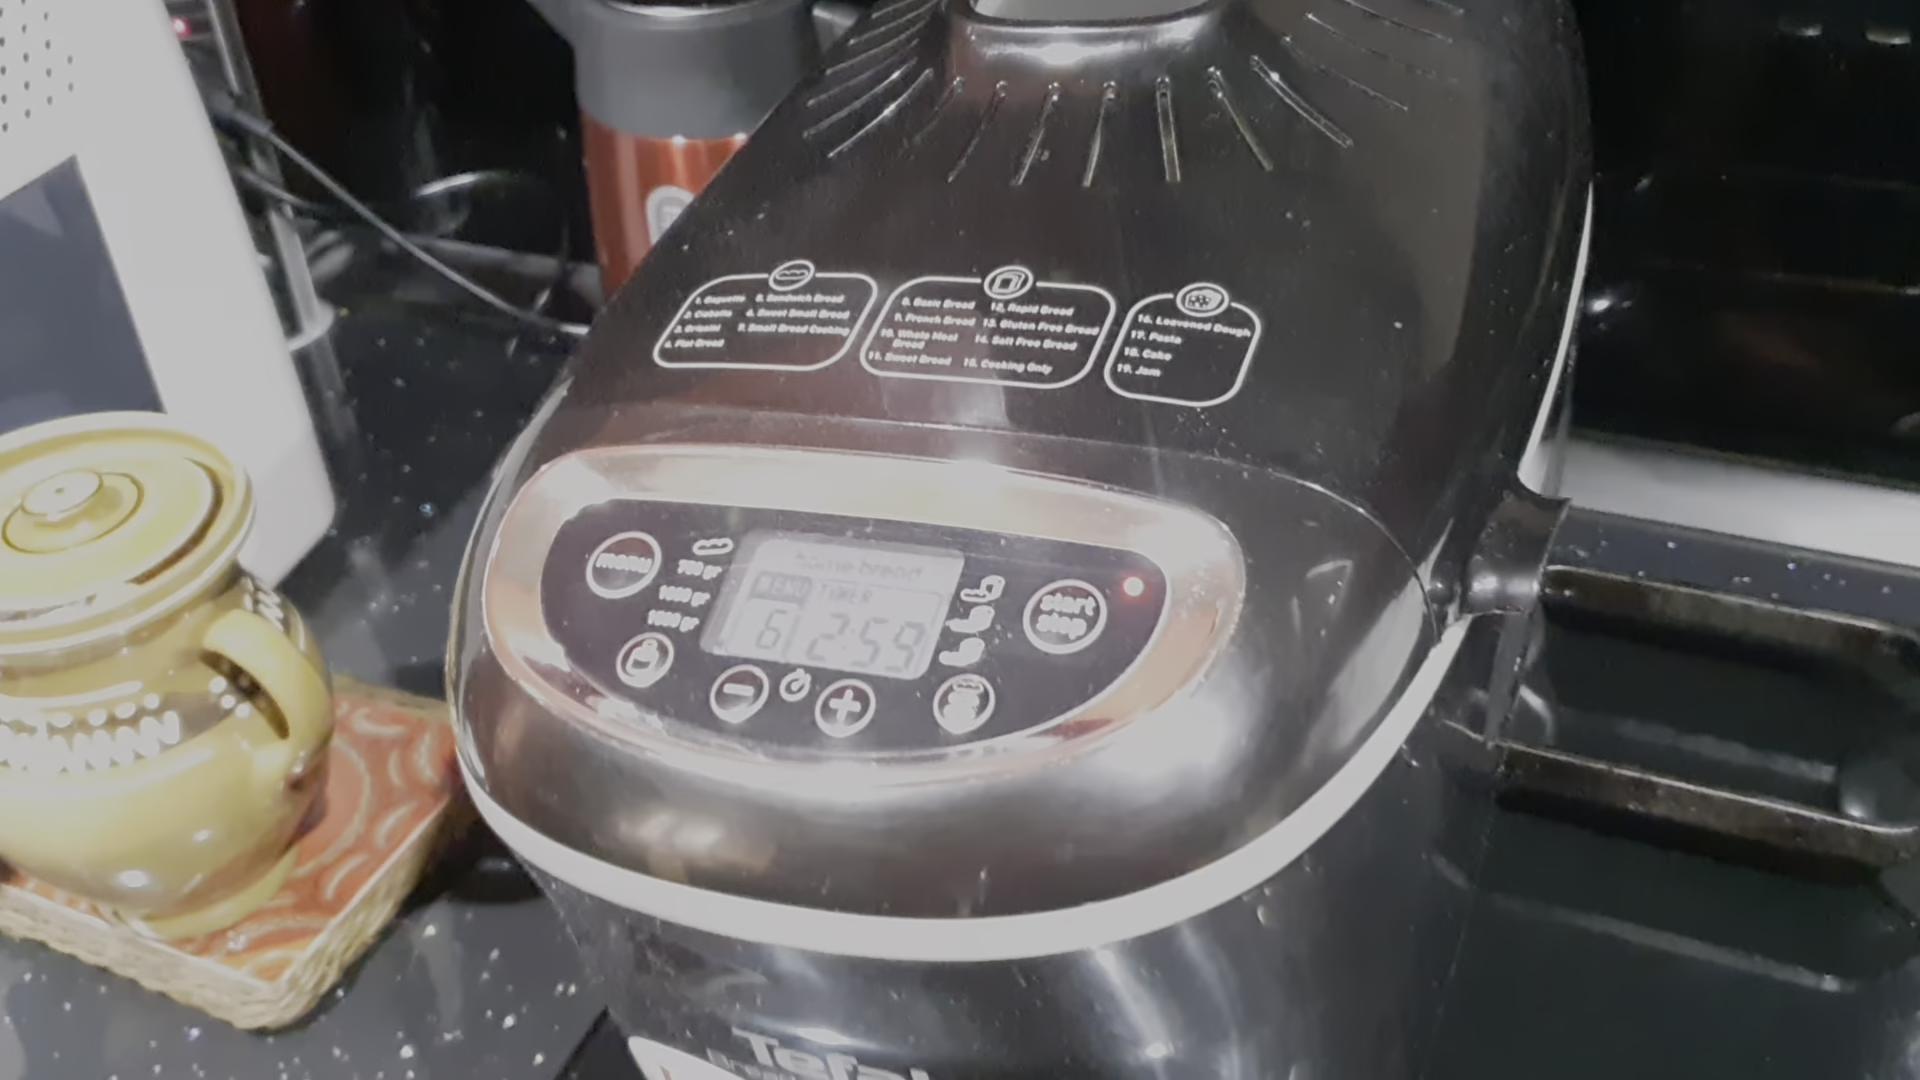 1. Baguette
2. Ciabatta
3. Grissini
4. Flat Bread
5. Sandwich Bread
6. Sweet Small Bread
7. Small Bread Cooking
8. Basic Bread
9. French Bread
10. Whole Meal
Bread
11. Sweet Bread
12. Rapid Bread
13. Gluten Free Bread
14. Salt Free Bread
15. Cooking Only
16. Leavened Dough
17. Pasta
18. Cake
19. Jam
menu
750 gr
1000 gr
1500 gr
home bread
MENU TIMER
6 2:59
start
stop
Tefal